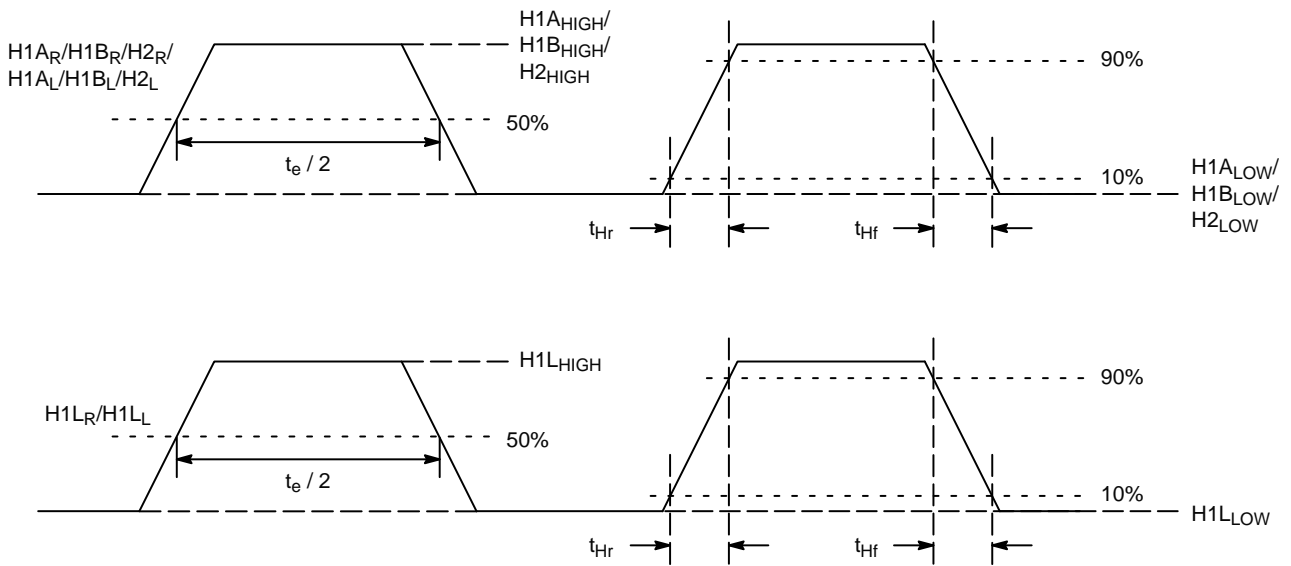 H1A_R/H1B_R/H2_R/
H1A_L/H1B_L/H2_L
H1A_HIGH/
H1B_HIGH/
H2_HIGH
90%
50%
t_e / 2
10%
H1A_LOW/
H1B_LOW/
H2_LOW
t_Hr
t_Hf
H1L_HIGH
90%
H1L_R/H1L_L
50%
t_e / 2
10%
H1L_LOW
t_Hr
t_Hf